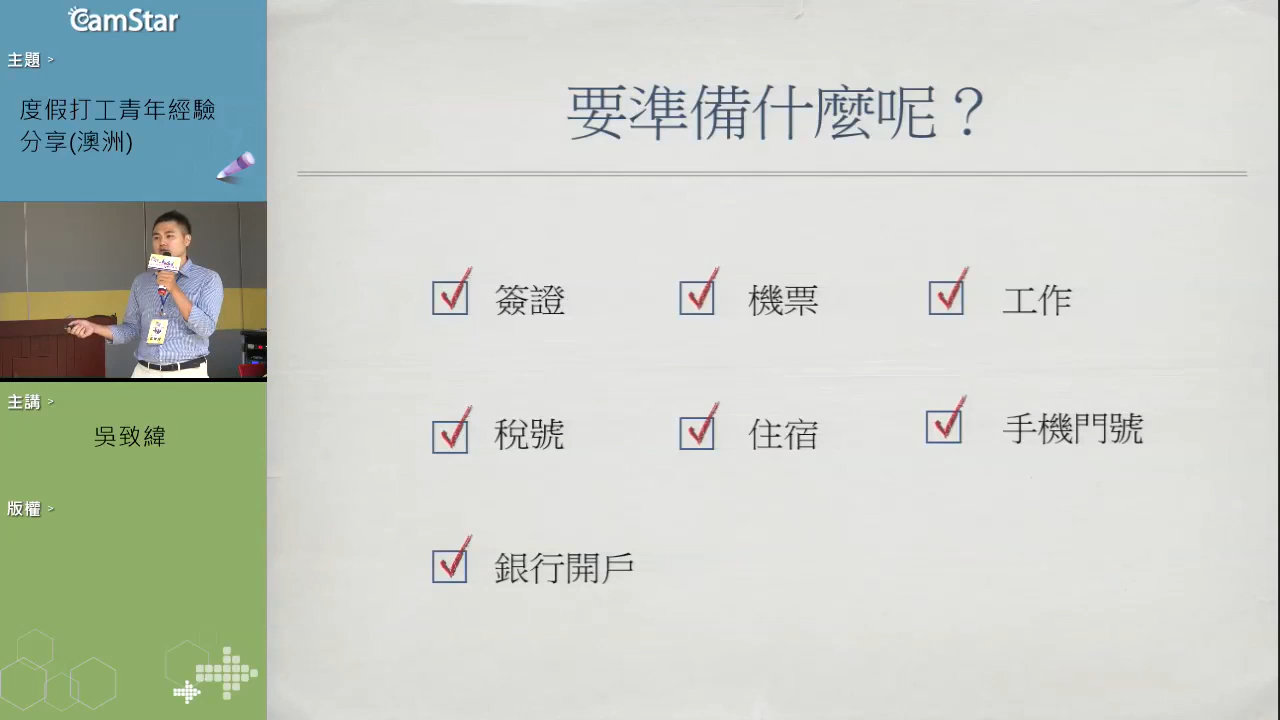 CamStar
主題 >
度假打工青年經驗
分享(澳洲)
主講 >
吳致緯
版權 >
要準備什麼呢？
簽證
機票
工作
稅號
住宿
手機門號
銀行開戶